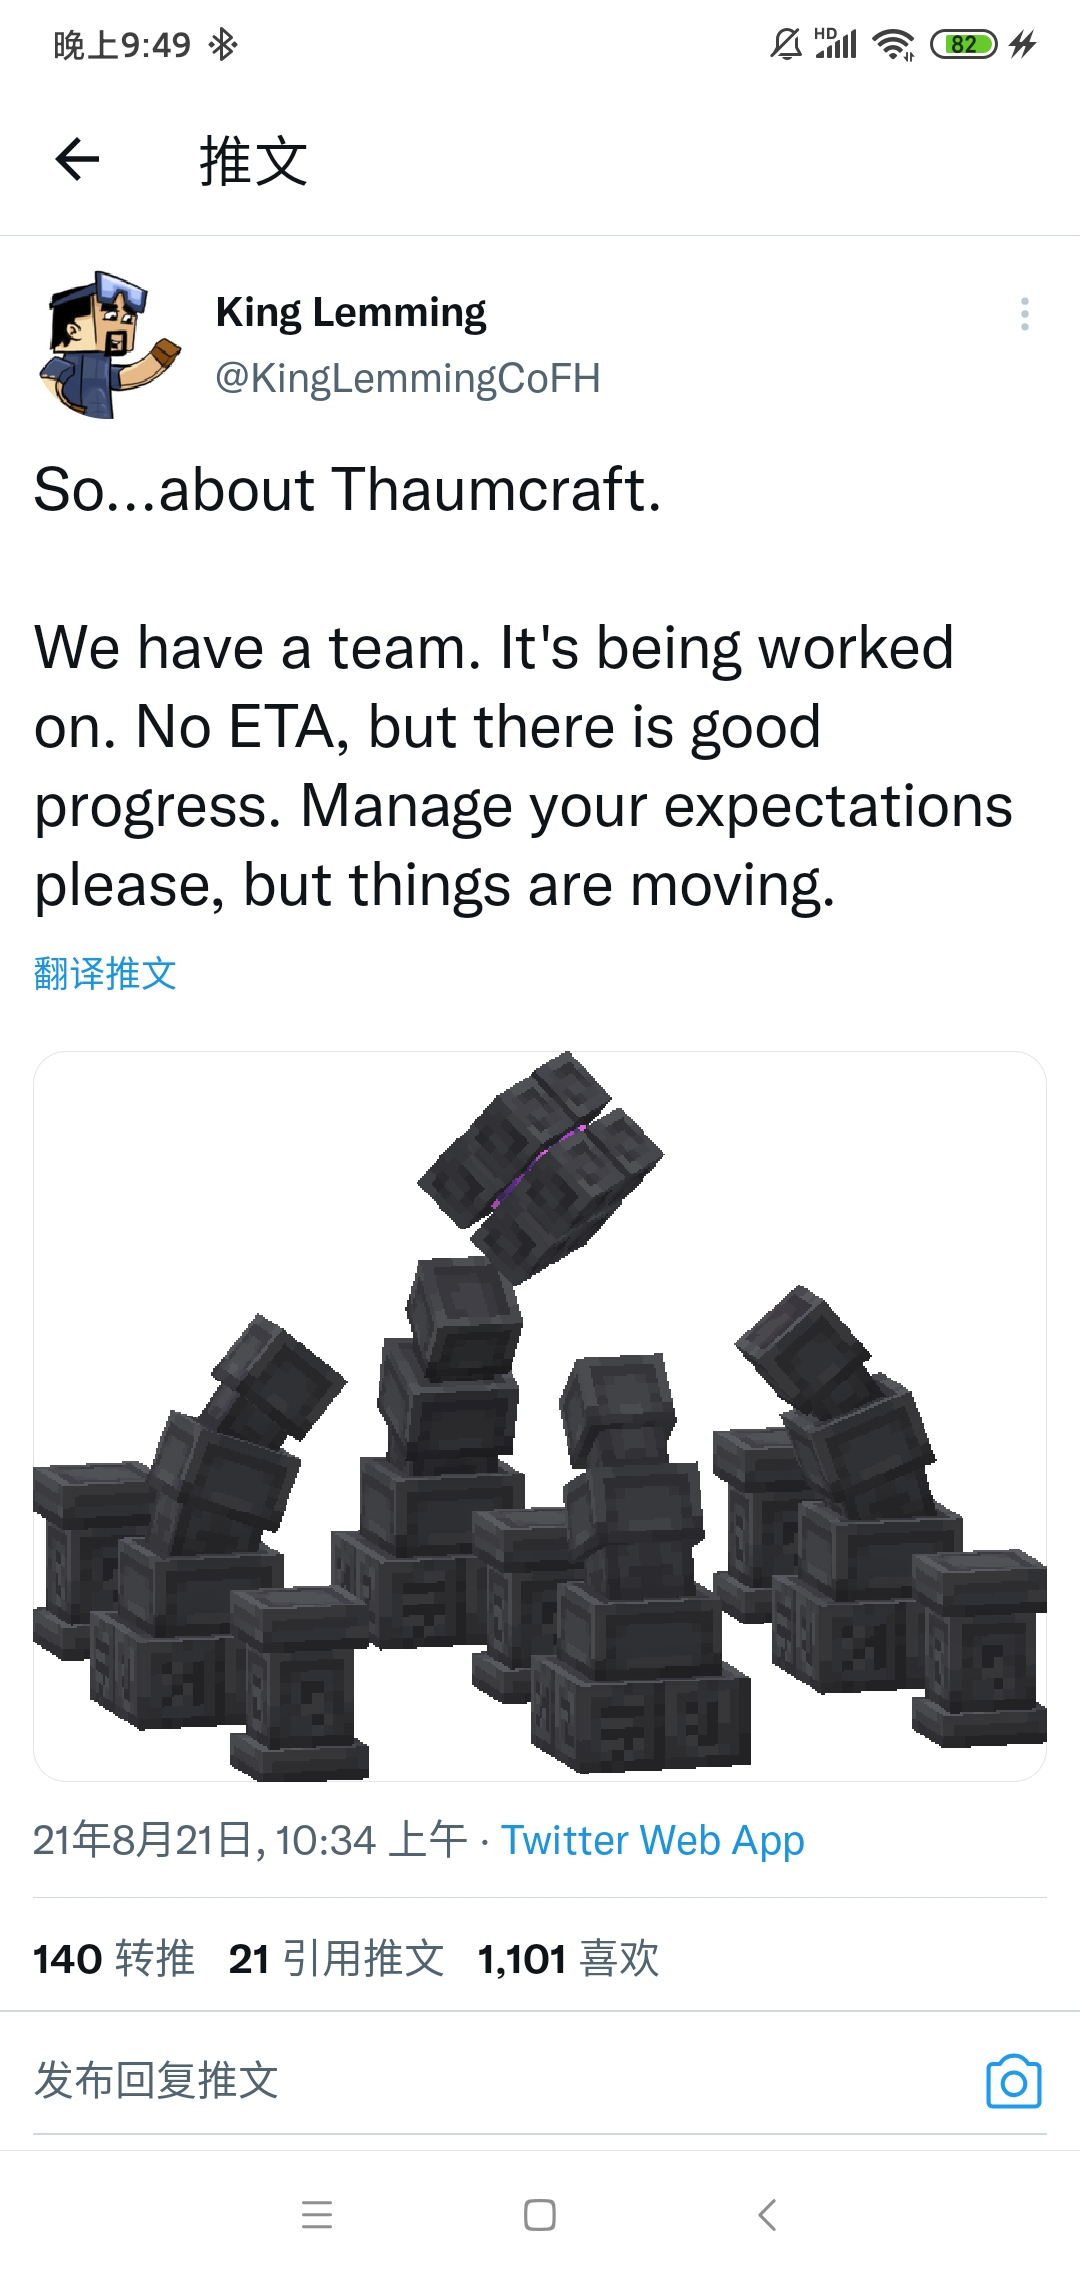 晚上9:49
HD
82
推文
King Lemming
@KingLemmingCoFH
So...about Thaumcraft.
We have a team. It's being worked
on. No ETA, but there is good
progress. Manage your expectations
please, but things are moving.
翻译推文
21年8月21日, 10:34 上午 · Twitter Web App
140 转推 21 引用推文 1,101 喜欢
发布回复推文